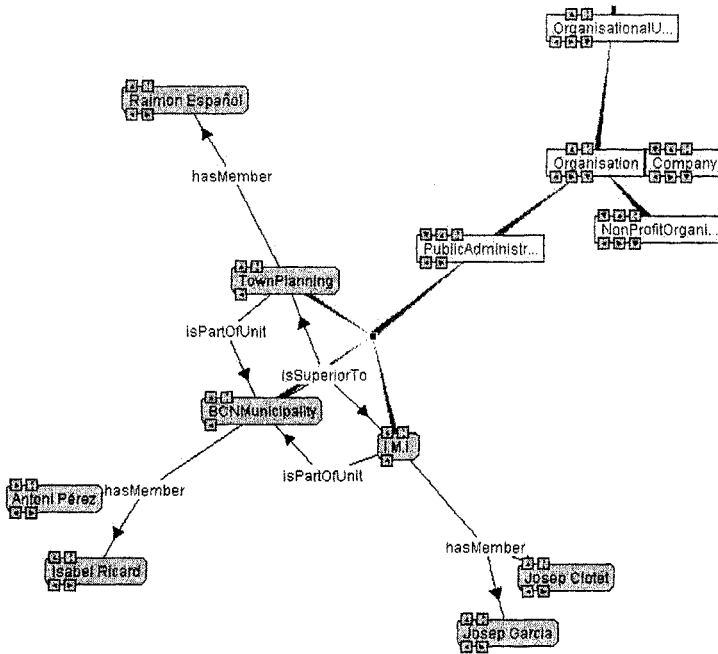 OrganisationalU...
Raimon Español
Organisation
Company
hasMember
NonProfitOrgani...
PublicAdministr...
TownPlanning
isPartOfUnit
isSuperiorTo
BCNMunicipality
I.M.I
isPartOfUnit
Antoni Pérez
hasMember
hasMember
Isabel Ricard
Josep Clotet
Josep Garcia